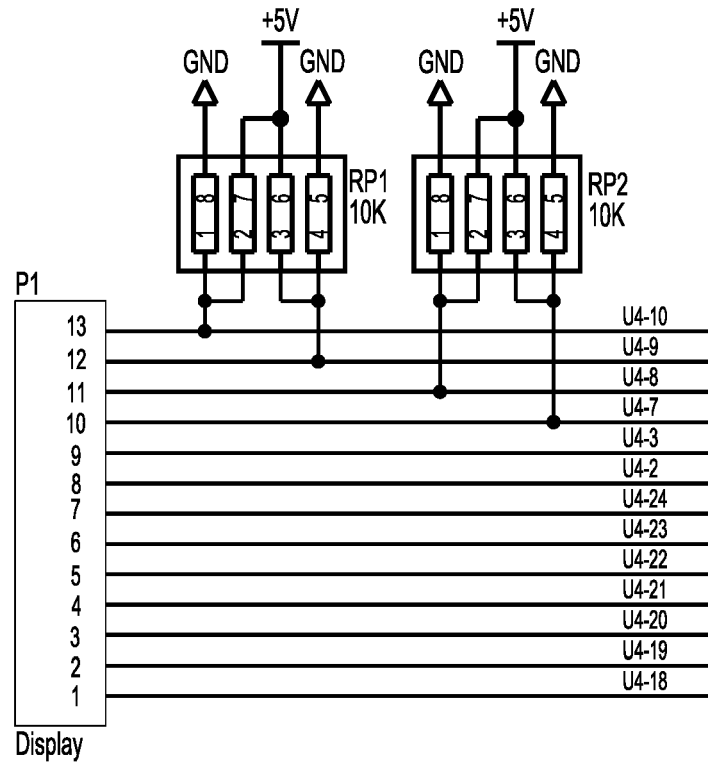 +5V +5V
GND GND GND GND
8 7 6 5 RP1 8 7 6 5 RP2
1 2 3 4 10K 1 2 3 4 10K
P1
13 U4-10
12 U4-9
11 U4-8
10 U4-7
9 U4-3
8 U4-2
7 U4-24
6 U4-23
5 U4-22
4 U4-21
3 U4-20
2 U4-19
1 U4-18
Display